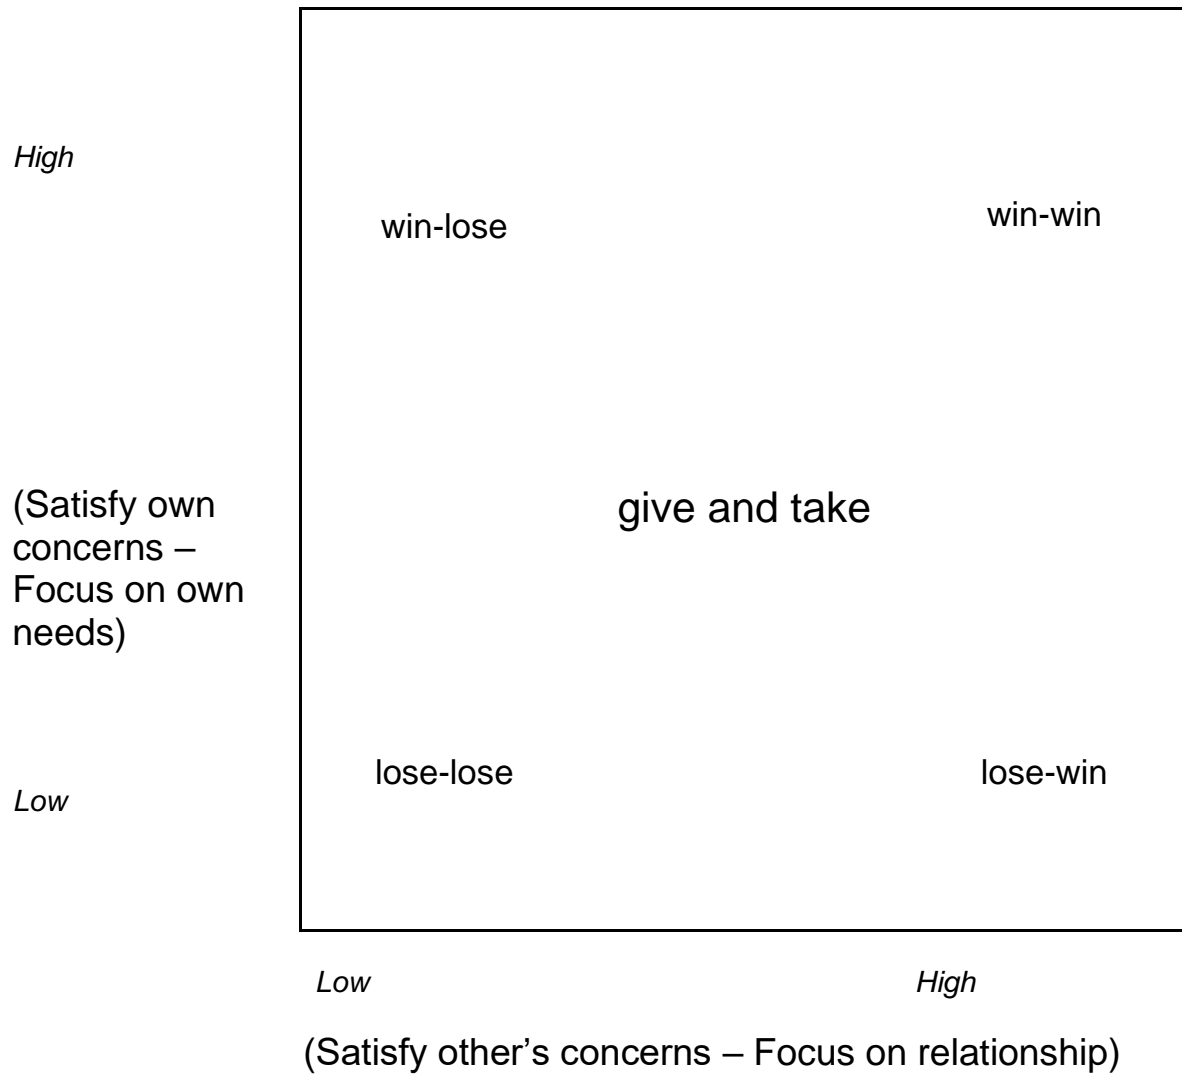 High
win-lose
win-win
(Satisfy own
concerns –
Focus on own
needs)
give and take
lose-lose
lose-win
Low
Low
High
(Satisfy other’s concerns – Focus on relationship)